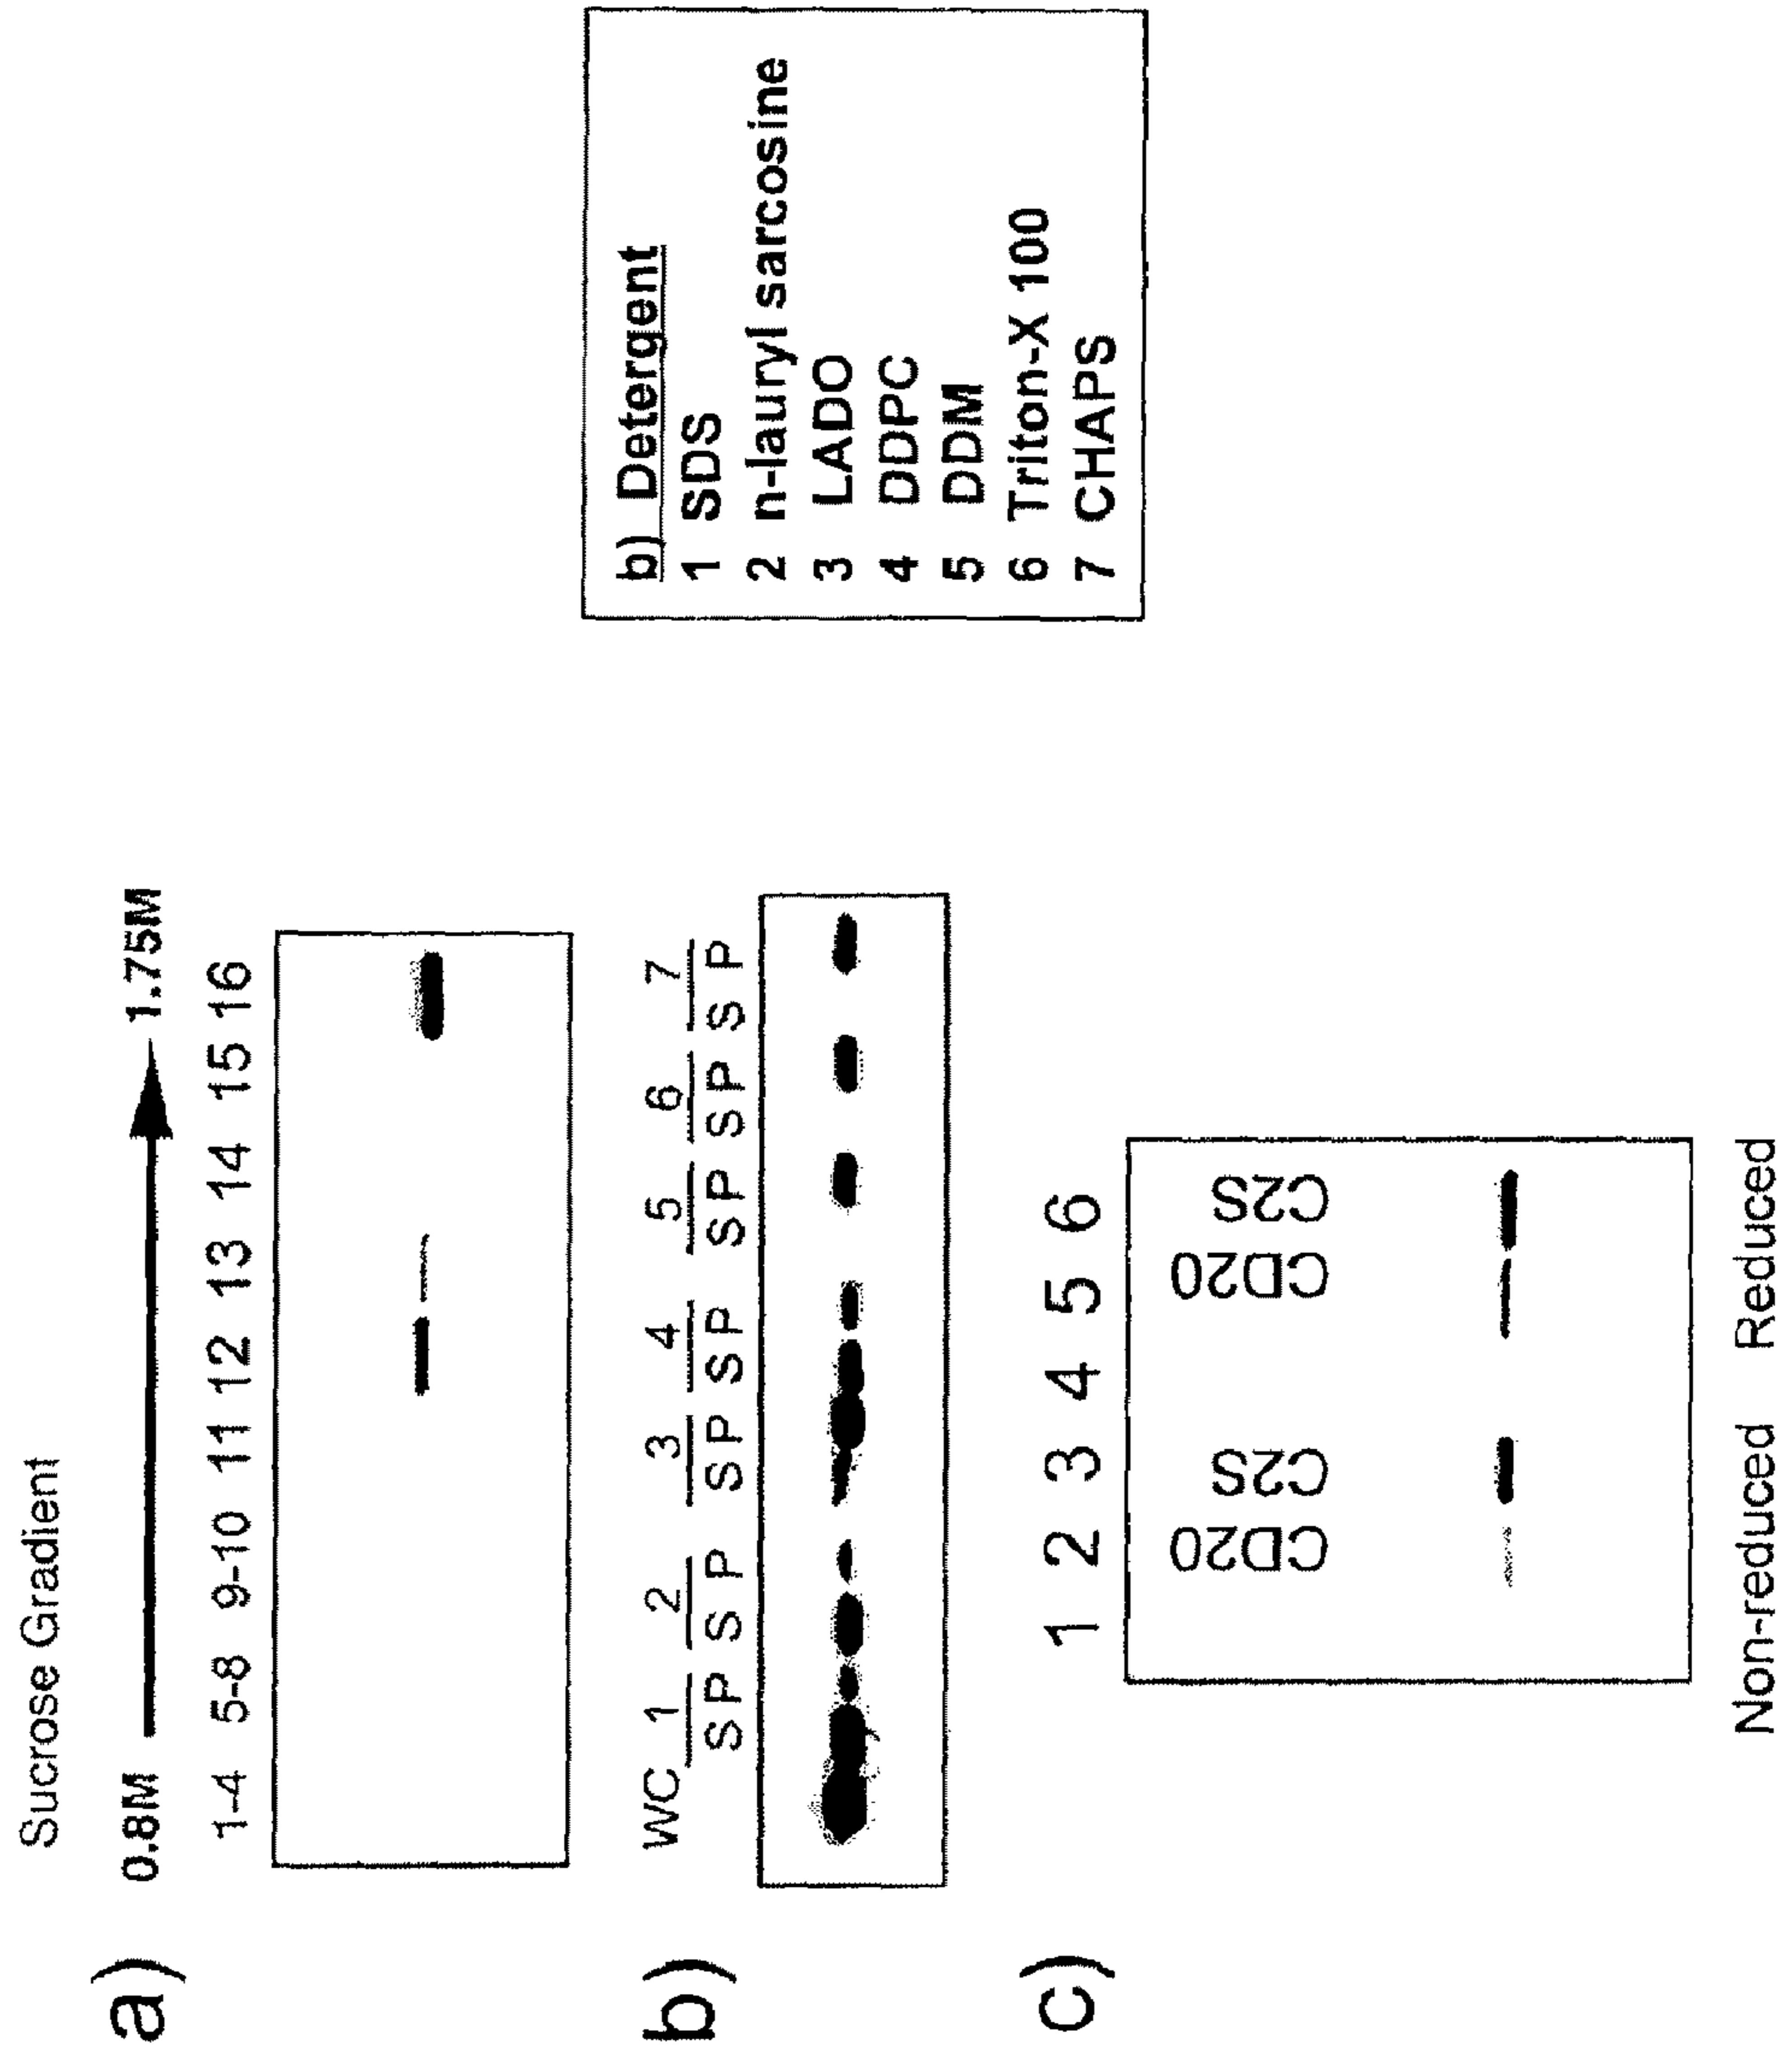 Sucrose Gradient
a) 0.8M 1.75M
1-4 5-8 9-10 11 12 13 14 15 16
b) WC 1 2 3 4 5 6 7
S P S P S P S P S P S P S P
b) Detergent
1 SDS
2 n-lauryl sarcosine
3 LADO
4 DDPC
5 DDM
6 Triton-X 100
7 CHAPS
c) 1 2 3 4 5 6
CD20 C2S CD20 C2S
Non-reduced Reduced